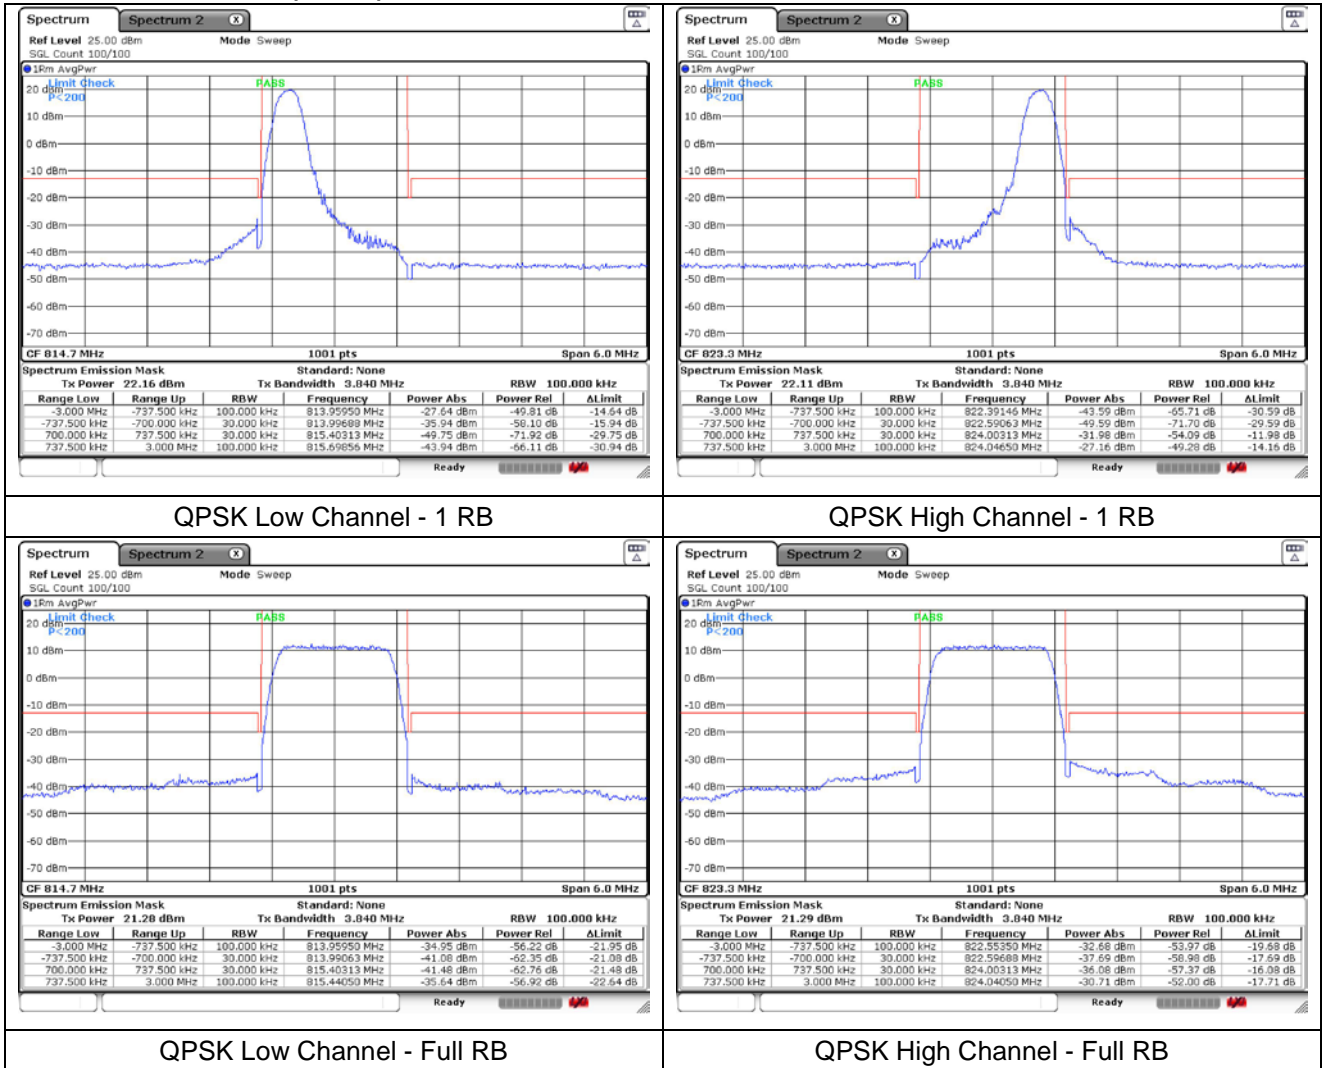 Spectrum Spectrum 2 X
Ref Level 25.00 dBm Mode Sweep
SGL Count 100/100
1Rm AvgPwr
Limit Check PASS
20 dBm
P<200
10 dBm
0 dBm
-10 dBm
-20 dBm
-30 dBm
-40 dBm
-50 dBm
-60 dBm
-70 dBm
CF 814.7 MHz 1001 pts Span 6.0 MHz
Spectrum Emission Mask Standard: None
Tx Power 22.16 dBm Tx Bandwidth 3.840 MHz RBW 100.000 kHz
Range Low Range Up RBW Frequency Power Abs Power Rel ΔLimit
-3.000 MHz -737.500 kHz 100.000 kHz 813.95950 MHz -27.64 dBm -49.81 dB -14.64 dB
-737.500 kHz -700.000 kHz 30.000 kHz 813.99688 MHz -35.94 dBm -58.10 dB -15.94 dB
700.000 kHz 737.500 kHz 30.000 kHz 815.40313 MHz -49.75 dBm -71.92 dB -29.75 dB
737.500 kHz 3.000 MHz 100.000 kHz 815.69856 MHz -43.94 dBm -66.11 dB -30.94 dB
Ready
QPSK Low Channel - 1 RB
Spectrum Spectrum 2 X
Ref Level 25.00 dBm Mode Sweep
SGL Count 100/100
1Rm AvgPwr
Limit Check PASS
20 dBm
P<200
10 dBm
0 dBm
-10 dBm
-20 dBm
-30 dBm
-40 dBm
-50 dBm
-60 dBm
-70 dBm
CF 823.3 MHz 1001 pts Span 6.0 MHz
Spectrum Emission Mask Standard: None
Tx Power 22.11 dBm Tx Bandwidth 3.840 MHz RBW 100.000 kHz
Range Low Range Up RBW Frequency Power Abs Power Rel ΔLimit
-3.000 MHz -737.500 kHz 100.000 kHz 822.39146 MHz -43.59 dBm -65.71 dB -30.59 dB
-737.500 kHz -700.000 kHz 30.000 kHz 822.59063 MHz -49.59 dBm -71.70 dB -29.59 dB
700.000 kHz 737.500 kHz 30.000 kHz 824.00313 MHz -31.98 dBm -54.09 dB -11.98 dB
737.500 kHz 3.000 MHz 100.000 kHz 824.04650 MHz -27.16 dBm -49.28 dB -14.16 dB
Ready
QPSK High Channel - 1 RB
Spectrum Spectrum 2 X
Ref Level 25.00 dBm Mode Sweep
SGL Count 100/100
1Rm AvgPwr
Limit Check PASS
20 dBm
P<200
10 dBm
0 dBm
-10 dBm
-20 dBm
-30 dBm
-40 dBm
-50 dBm
-60 dBm
-70 dBm
CF 814.7 MHz 1001 pts Span 6.0 MHz
Spectrum Emission Mask Standard: None
Tx Power 21.28 dBm Tx Bandwidth 3.840 MHz RBW 100.000 kHz
Range Low Range Up RBW Frequency Power Abs Power Rel ΔLimit
-3.000 MHz -737.500 kHz 100.000 kHz 813.95950 MHz -34.95 dBm -56.22 dB -21.95 dB
-737.500 kHz -700.000 kHz 30.000 kHz 813.99063 MHz -41.08 dBm -62.35 dB -21.08 dB
700.000 kHz 737.500 kHz 30.000 kHz 815.40313 MHz -41.48 dBm -62.76 dB -21.48 dB
737.500 kHz 3.000 MHz 100.000 kHz 815.44050 MHz -35.64 dBm -56.92 dB -22.64 dB
Ready
QPSK Low Channel - Full RB
Spectrum Spectrum 2 X
Ref Level 25.00 dBm Mode Sweep
SGL Count 100/100
1Rm AvgPwr
Limit Check PASS
20 dBm
P<200
10 dBm
0 dBm
-10 dBm
-20 dBm
-30 dBm
-40 dBm
-50 dBm
-60 dBm
-70 dBm
CF 823.3 MHz 1001 pts Span 6.0 MHz
Spectrum Emission Mask Standard: None
Tx Power 21.29 dBm Tx Bandwidth 3.840 MHz RBW 100.000 kHz
Range Low Range Up RBW Frequency Power Abs Power Rel ΔLimit
-3.000 MHz -737.500 kHz 100.000 kHz 822.55350 MHz -32.68 dBm -53.97 dB -19.68 dB
-737.500 kHz -700.000 kHz 30.000 kHz 822.59688 MHz -37.69 dBm -58.98 dB -17.69 dB
700.000 kHz 737.500 kHz 30.000 kHz 824.00313 MHz -36.08 dBm -57.37 dB -16.08 dB
737.500 kHz 3.000 MHz 100.000 kHz 824.04050 MHz -30.71 dBm -52.00 dB -17.71 dB
Ready
QPSK High Channel - Full RB